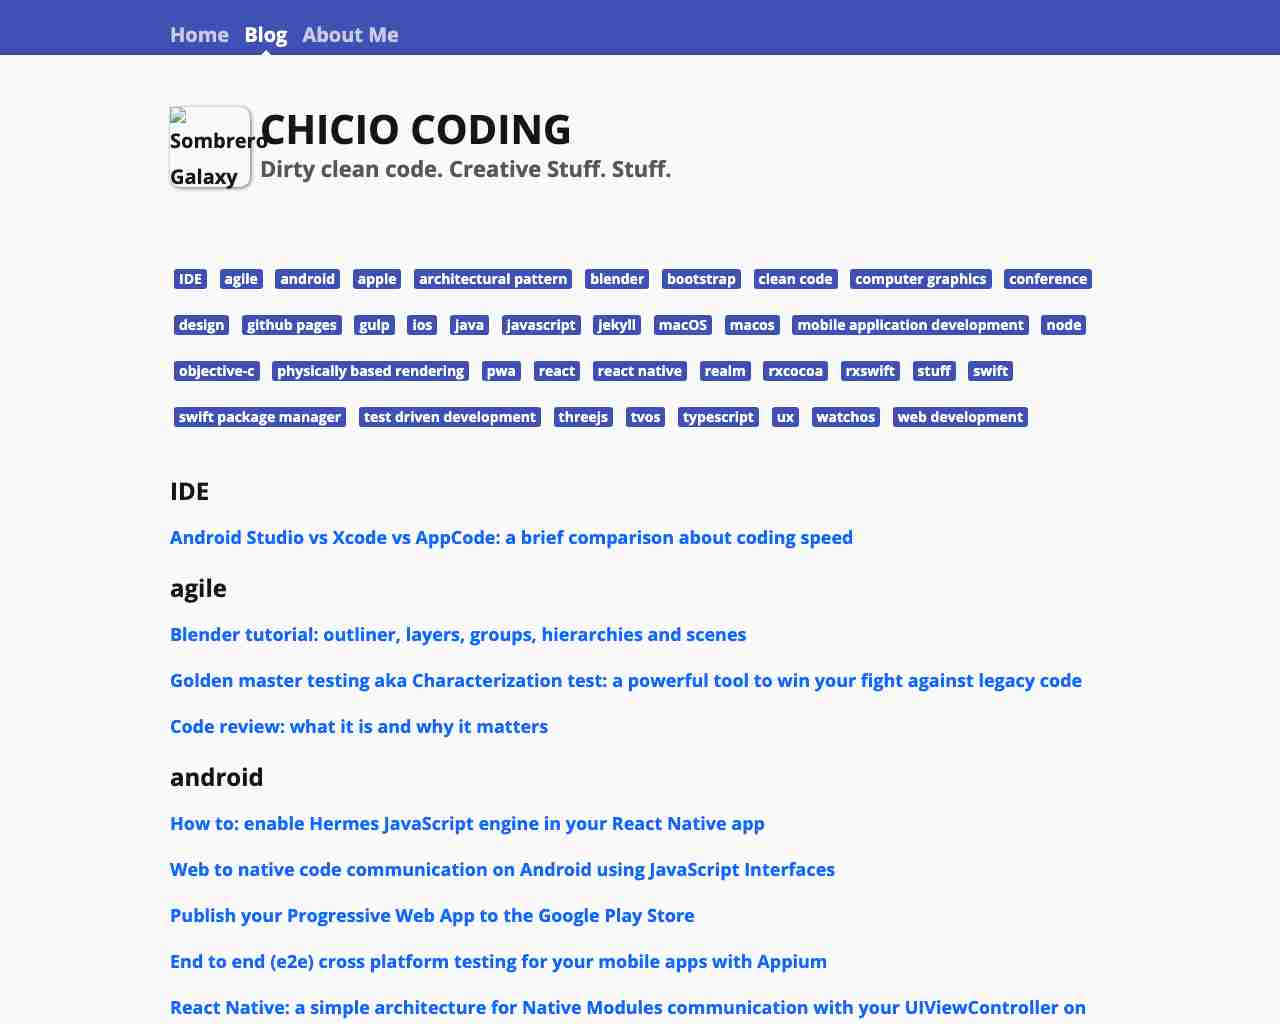 Home Blog About Me
Sombrero Galaxy
CHICIO CODING
Dirty clean code. Creative Stuff. Stuff.
IDE agile android apple architectural pattern blender bootstrap clean code computer graphics conference
design github pages gulp ios java javascript jekyll macOS macos mobile application development node
objective-c physically based rendering pwa react react native realm rxcocoa rxswift stuff swift
swift package manager test driven development threejs tvos typescript ux watchos web development
IDE
Android Studio vs Xcode vs AppCode: a brief comparison about coding speed
agile
Blender tutorial: outliner, layers, groups, hierarchies and scenes
Golden master testing aka Characterization test: a powerful tool to win your fight against legacy code
Code review: what it is and why it matters
android
How to: enable Hermes JavaScript engine in your React Native app
Web to native code communication on Android using JavaScript Interfaces
Publish your Progressive Web App to the Google Play Store
End to end (e2e) cross platform testing for your mobile apps with Appium
React Native: a simple architecture for Native Modules communication with your UIViewController on